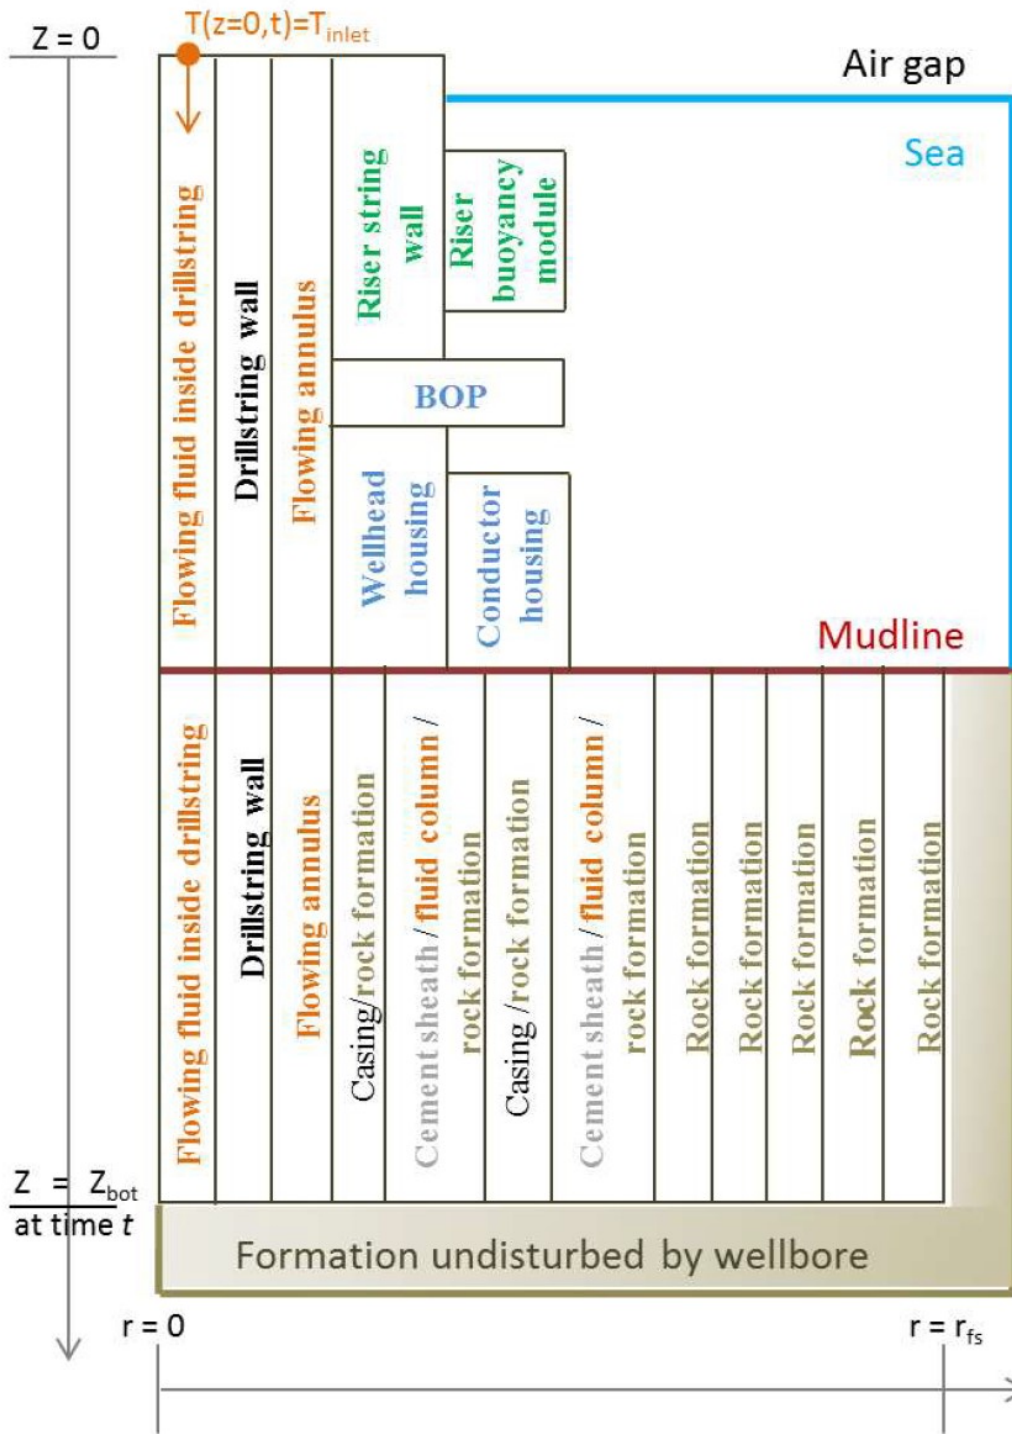 T(z=0,t)=Tinlet
Z = 0
Air gap
Sea
Flowing fluid inside drillstring
Drillstring wall
Flowing annulus
Riser string
wall
Riser
buoyancy
module
BOP
Wellhead
housing
Conductor
housing
Mudline
Flowing fluid inside drillstring
Drillstring wall
Flowing annulus
Casing/rock formation
Cement sheath / fluid column /
rock formation
Casing /rock formation
Cement sheath / fluid column /
rock formation
Rock formation
Rock formation
Rock formation
Rock formation
Rock formation
Z = Zbot
at time t
Formation undisturbed by wellbore
r = 0
r = rfs